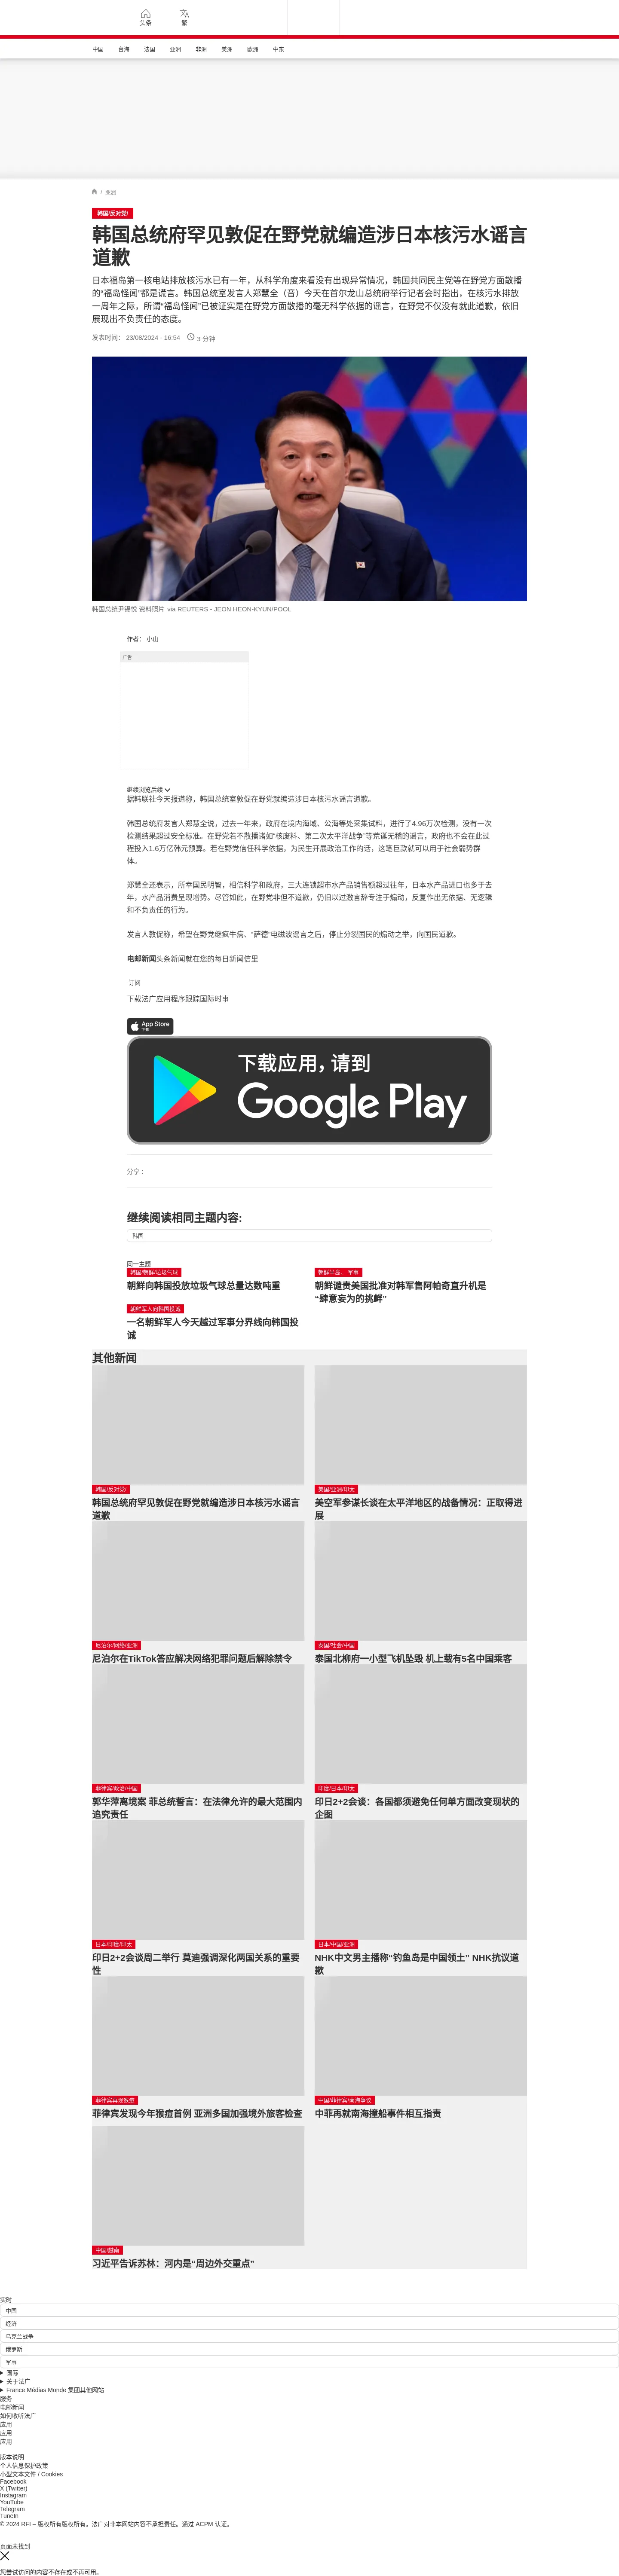 头条
繁
中国 台海 法国 亚洲 非洲 美洲 欧洲 中东
/ 亚洲
韩国/反对党/
韩国总统府罕见敦促在野党就编造涉日本核污水谣言
道歉
日本福岛第一核电站排放核污水已有一年，从科学角度来看没有出现异常情况，韩国共同民主党等在野党方面散播
的“福岛怪闻”都是谎言。韩国总统室发言人郑慧全（音）今天在首尔龙山总统府举行记者会时指出，在核污水排放
一周年之际，所谓“福岛怪闻”已被证实是在野党方面散播的毫无科学依据的谣言，在野党不仅没有就此道歉，依旧
展现出不负责任的态度。
发表时间： 23/08/2024 - 16:54 3 分钟
韩国总统尹锡悦 资料照片 via REUTERS - JEON HEON-KYUN/POOL
作者： 小山
广告
继续浏览后续
据韩联社今天报道称，韩国总统室敦促在野党就编造涉日本核污水谣言道歉。
韩国总统府发言人郑慧全说，过去一年来，政府在境内海域、公海等处采集试料，进行了4.96万次检测，没有一次
检测结果超过安全标准。在野党若不散播诸如“核废料、第二次太平洋战争”等荒诞无稽的谣言，政府也不会在此过
程投入1.6万亿韩元预算。若在野党信任科学依据，为民生开展政治工作的话，这笔巨款就可以用于社会弱势群
体。
郑慧全还表示，所幸国民明智，相信科学和政府，三大连锁超市水产品销售额超过往年，日本水产品进口也多于去
年，水产品消费呈现增势。尽管如此，在野党非但不道歉，仍旧以过激言辞专注于煽动，反复作出无依据、无逻辑
和不负责任的行为。
发言人敦促称，希望在野党继疯牛病、“萨德”电磁波谣言之后，停止分裂国民的煽动之举，向国民道歉。
电邮新闻头条新闻就在您的每日新闻信里
订阅
下载法广应用程序跟踪国际时事
App Store
下载
下载应用，请到
Google Play
分享 :
继续阅读相同主题内容:
韩国
同一主题
韩国/朝鲜/垃圾气球
朝鲜向韩国投放垃圾气球总量达数吨重
朝鲜半岛、 军事
朝鲜谴责美国批准对韩军售阿帕奇直升机是
“肆意妄为的挑衅”
朝鲜军人向韩国投诚
一名朝鲜军人今天越过军事分界线向韩国投
诚
其他新闻
韩国/反对党/
韩国总统府罕见敦促在野党就编造涉日本核污水谣言
道歉
美国/亚洲/印太
美空军参谋长谈在太平洋地区的战备情况：正取得进
展
尼泊尔/网络/亚洲
尼泊尔在TikTok答应解决网络犯罪问题后解除禁令
泰国/社会/中国
泰国北柳府一小型飞机坠毁 机上载有5名中国乘客
菲律宾/政治/中国
郭华萍离境案 菲总统誓言：在法律允许的最大范围内
追究责任
印度/日本/印太
印日2+2会谈：各国都须避免任何单方面改变现状的
企图
日本/印度/印太
印日2+2会谈周二举行 莫迪强调深化两国关系的重要
性
日本/中国/亚洲
NHK中文男主播称“钓鱼岛是中国领土” NHK抗议道
歉
菲律宾再现猴痘
菲律宾发现今年猴痘首例 亚洲多国加强境外旅客检查
中国/菲律宾/南海争议
中菲再就南海撞船事件相互指责
中国/越南
习近平告诉苏林：河内是“周边外交重点”
实时
中国
经济
乌克兰战争
俄罗斯
军事
国际
关于法广
France Médias Monde 集团其他网站
服务
电邮新闻
如何收听法广
应用
应用
应用
版本说明
个人信息保护政策
小型文本文件 / Cookies
Facebook
X (Twitter)
Instagram
YouTube
Telegram
TuneIn
© 2024 RFI – 版权所有版权所有。法广对非本网站内容不承担责任。通过 ACPM 认证。
页面未找到
您尝试访问的内容不存在或不再可用。